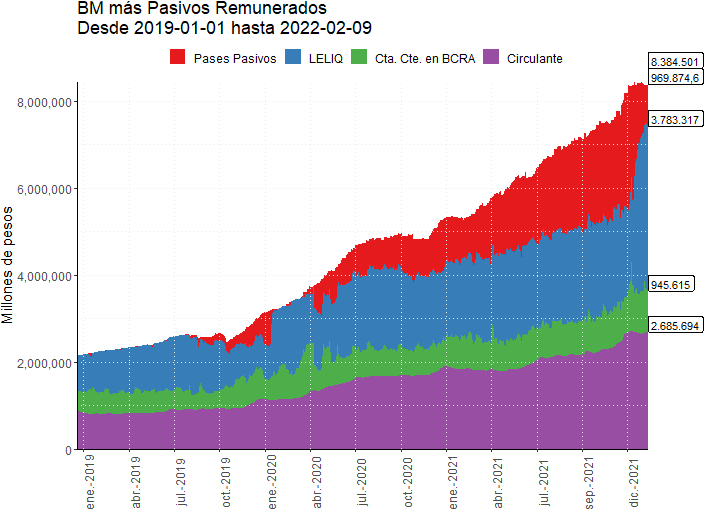 BM más Pasivos Remunerados
Desde 2019-01-01 hasta 2022-02-09
Pases Pasivos LELIQ Cta. Cte. en BCRA Circulante
8.384.501
969.874,6
3.783.317
945.615
2.685.694
Millones de pesos
8,000,000
6,000,000
4,000,000
2,000,000
0
ene.-2019
abr.-2019
jul.-2019
oct.-2019
ene.-2020
abr.-2020
jul.-2020
oct.-2020
ene.-2021
abr.-2021
jul.-2021
sep.-2021
dic.-2021